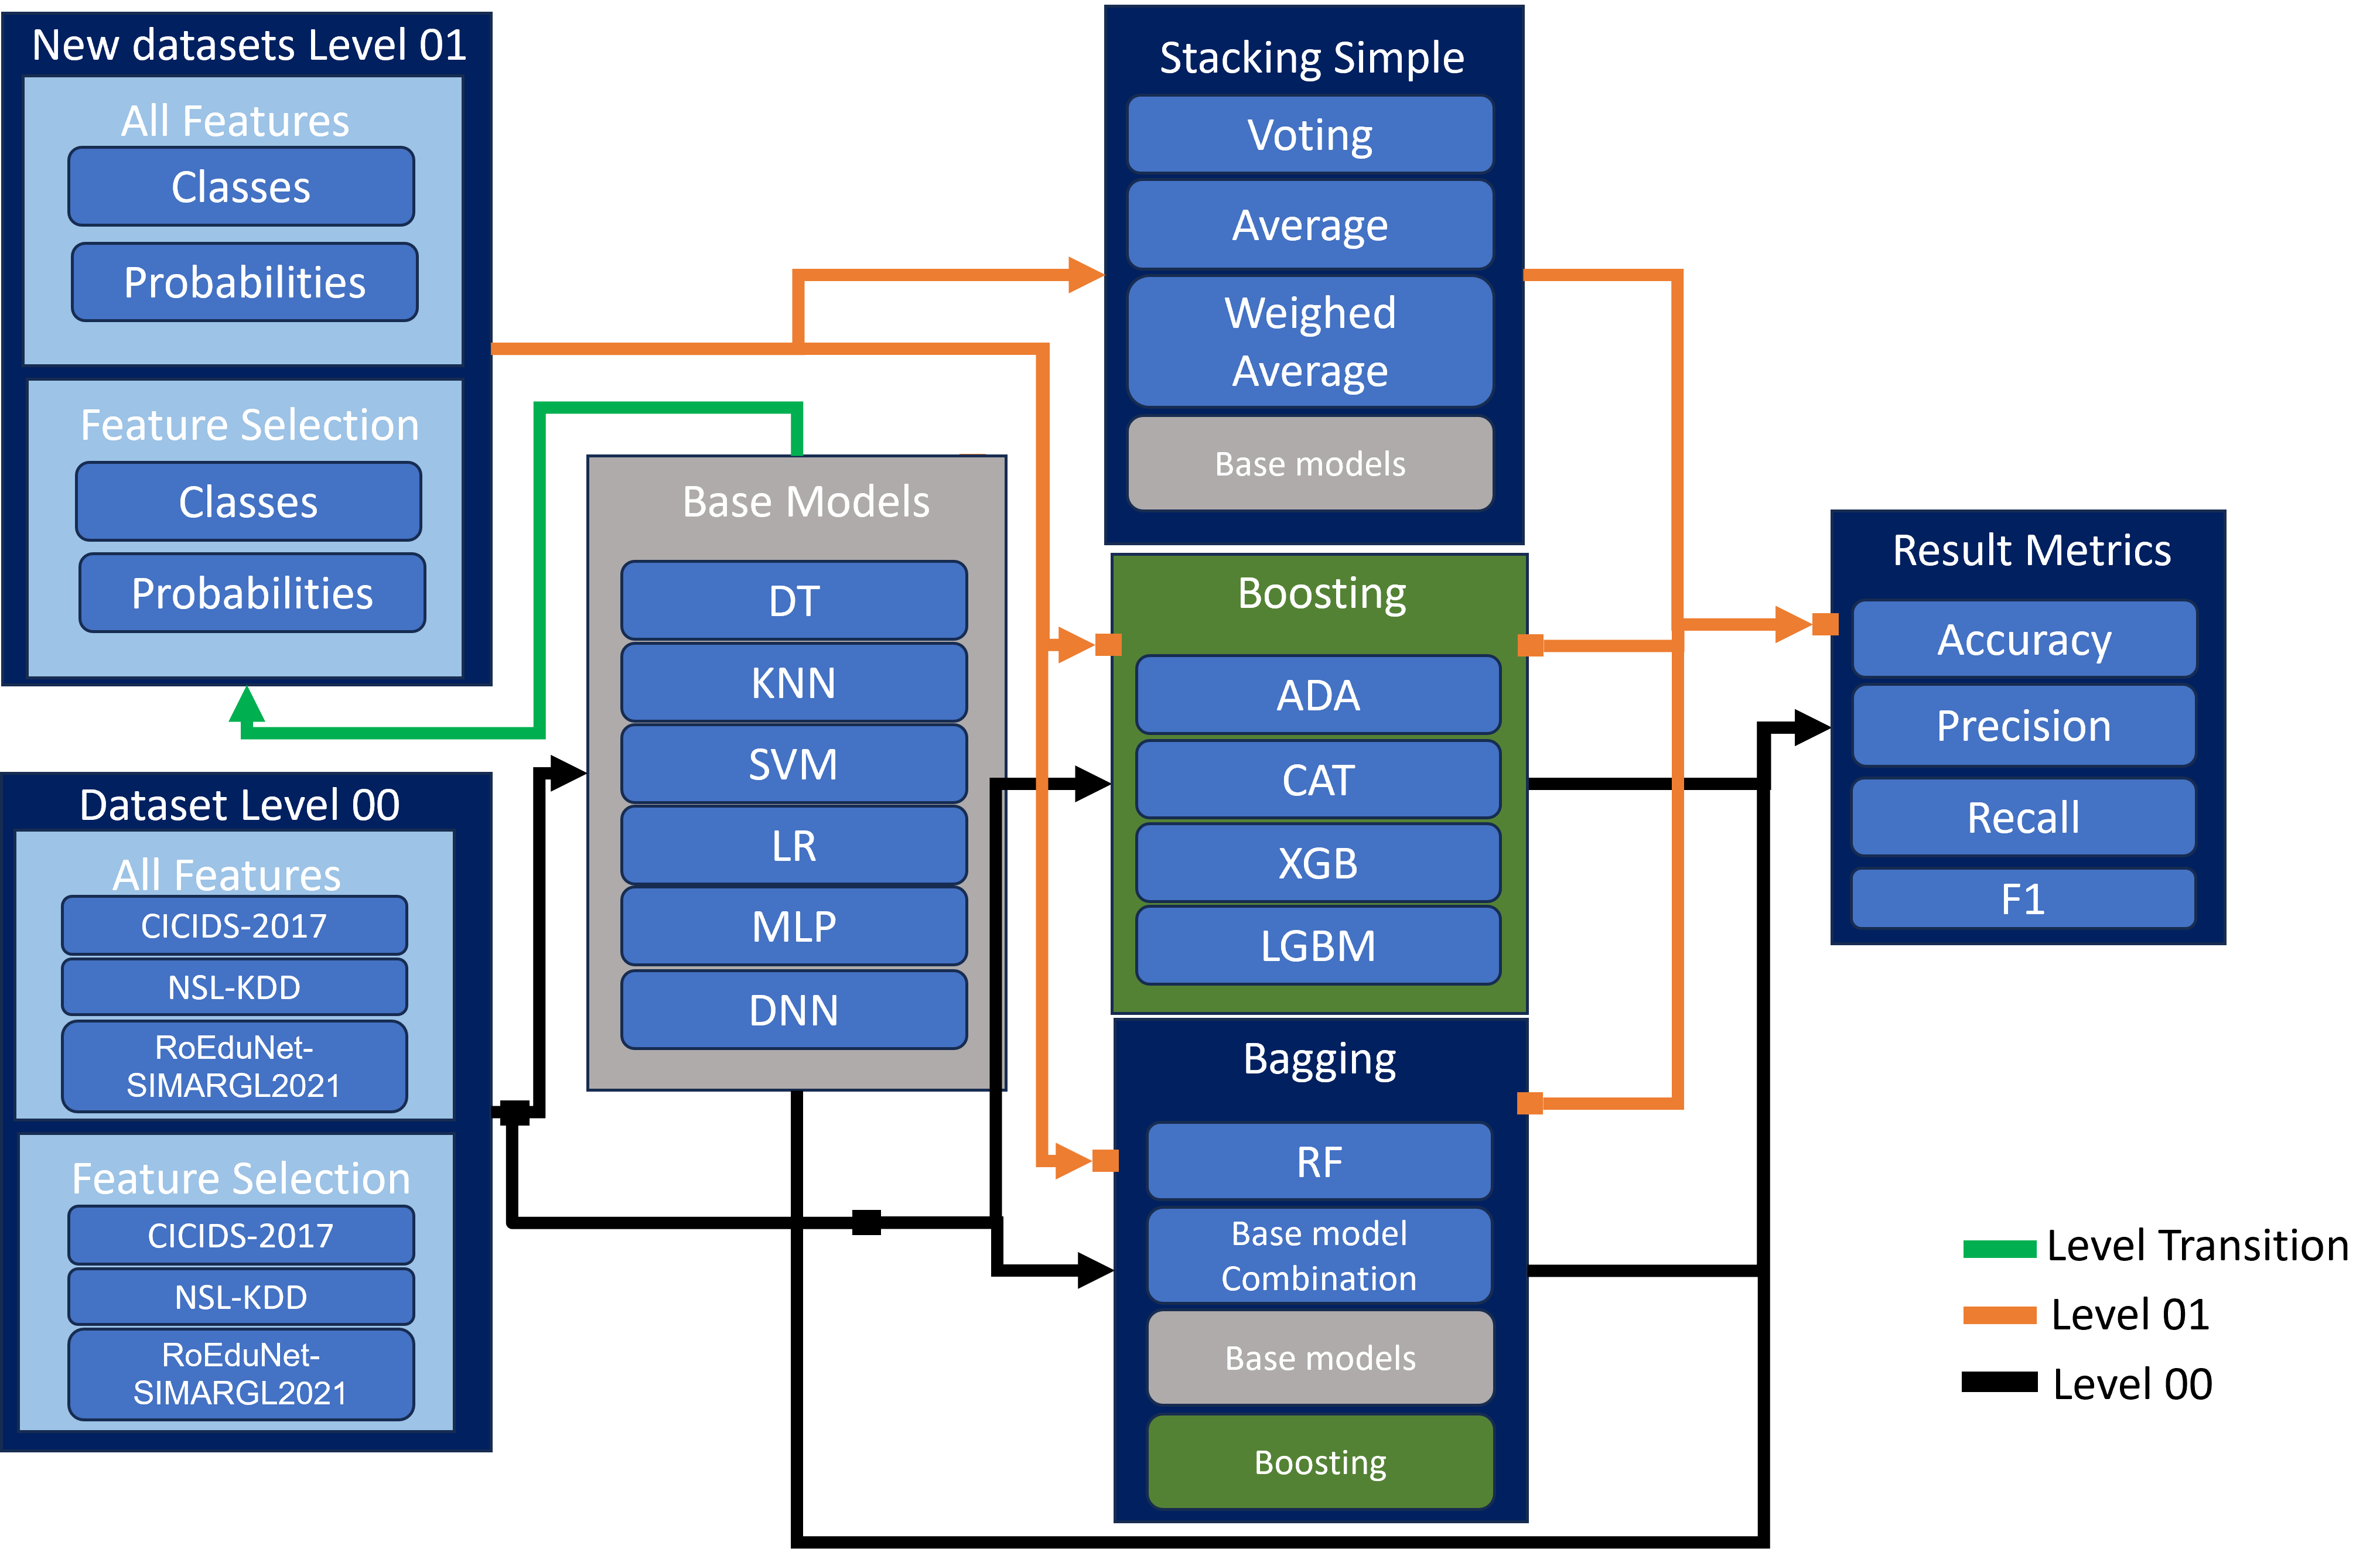 New datasets Level 01
All Features
Classes
Probabilities
Feature Selection
Classes
Probabilities
Dataset Level 00
All Features
CICIDS-2017
NSL-KDD
RoEduNet-
SIMARGL2021
Feature Selection
CICIDS-2017
NSL-KDD
RoEduNet-
SIMARGL2021
Base Models
DT
KNN
SVM
LR
MLP
DNN
Stacking Simple
Voting
Average
Weighed
Average
Base models
Boosting
ADA
CAT
XGB
LGBM
Bagging
RF
Base model
Combination
Base models
Boosting
Result Metrics
Accuracy
Precision
Recall
F1
Level Transition
Level 01
Level 00